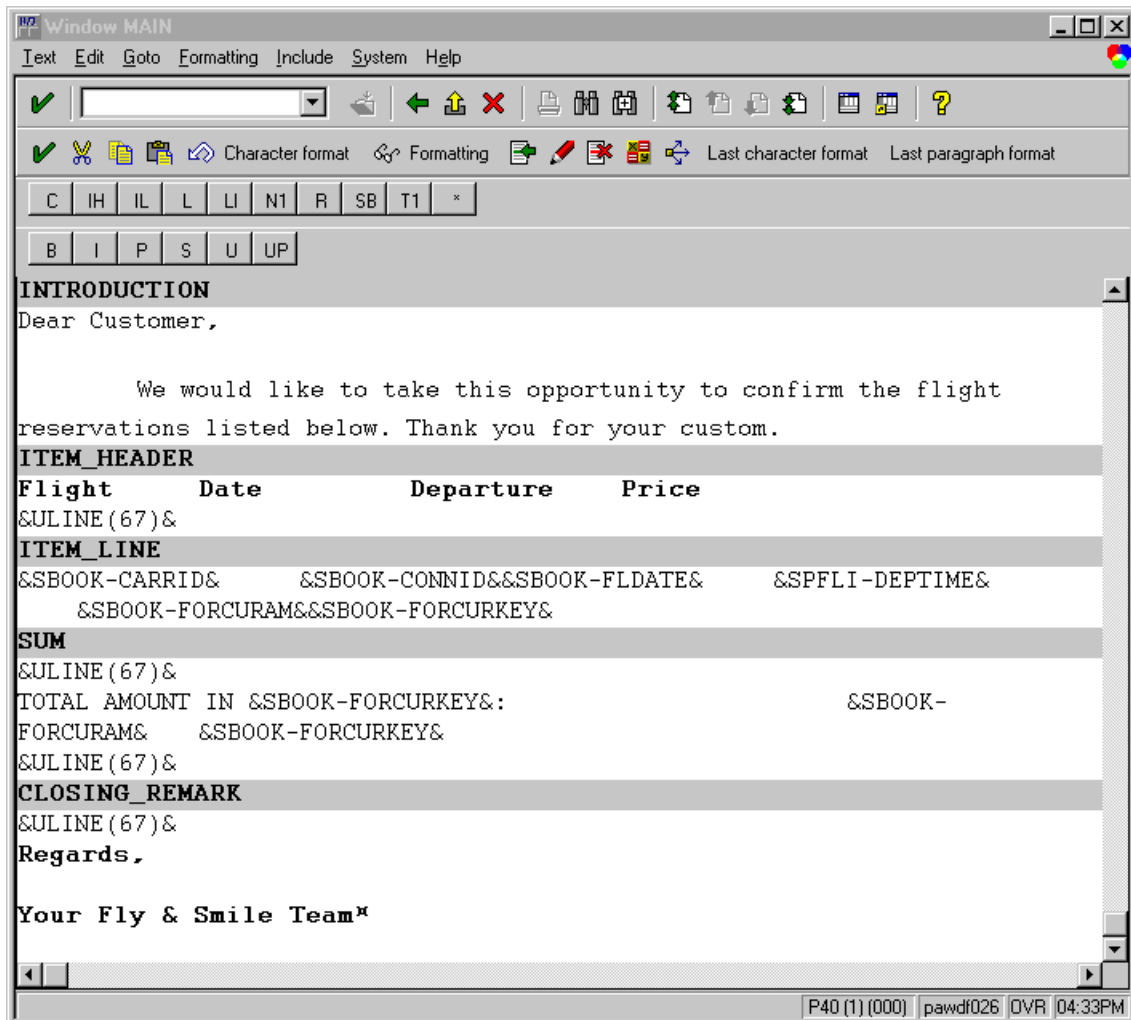 Window MAIN
Text Edit Goto Formatting Include System Help
Character format Formatting Last character format Last paragraph format
C IH IL L LI N1 R SB T1 *
B I P S U UP
INTRODUCTION
Dear Customer,
We would like to take this opportunity to confirm the flight
reservations listed below. Thank you for your custom.
ITEM_HEADER
Flight Date Departure Price
&ULINE(67)&
ITEM_LINE
&SBOOK-CARRID& &SBOOK-CONNID&&SBOOK-FLDATE& &SPFLI-DEPTIME&
&SBOOK-FORCURAM&&SBOOK-FORCURKEY&
SUM
&ULINE(67)&
TOTAL AMOUNT IN &SBOOK-FORCURKEY&: &SBOOK-
FORCURAM& &SBOOK-FORCURKEY&
&ULINE(67)&
CLOSING_REMARK
&ULINE(67)&
Regards,
Your Fly & Smile Team¤
P40 (1) (000) pawdf026 OVR 04:33PM